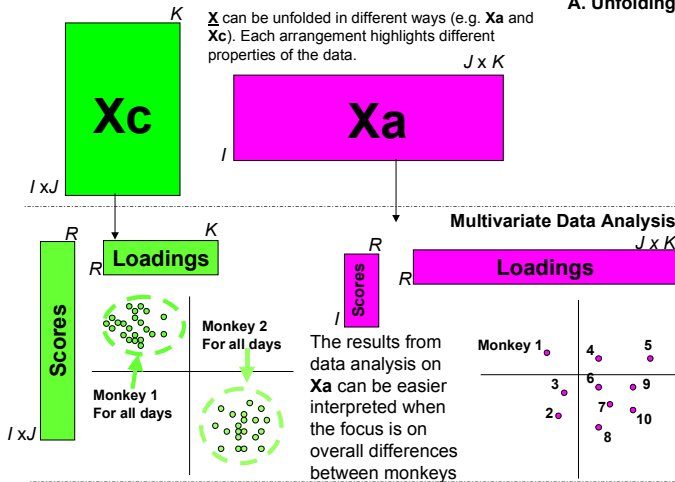 A. Unfolding
X can be unfolded in different ways (e.g. Xa and
Xc). Each arrangement highlights different
properties of the data.
K
Xc
I xJ
J x K
Xa
I
Multivariate Data Analysis
R
Scores
I xJ
K
R
Loadings
Monkey 1
For all days
Monkey 2
For all days
R
Scores
I
J x K
R
Loadings
The results from
data analysis on
Xa can be easier
interpreted when
the focus is on
overall differences
between monkeys
Monkey 1
4
5
3
6
9
2
7
10
8